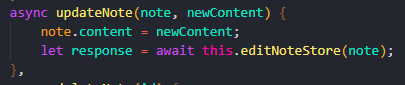 async updateNote(note, newContent) {
note.content = newContent;
let response = await this.editNoteStore(note);
},